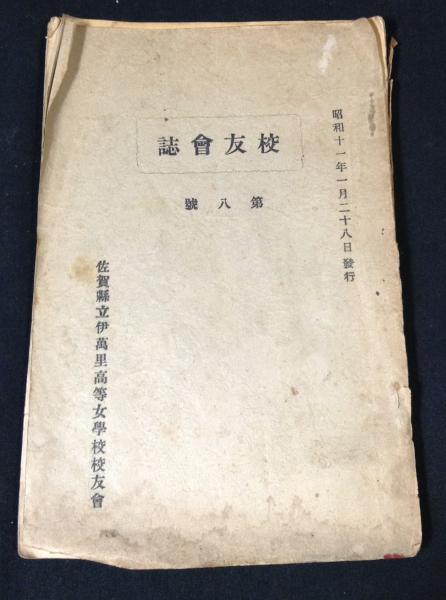 昭和十一年一月二十八日發行
校友會誌
第八號
佐賀縣立伊萬里高等女學校校友會